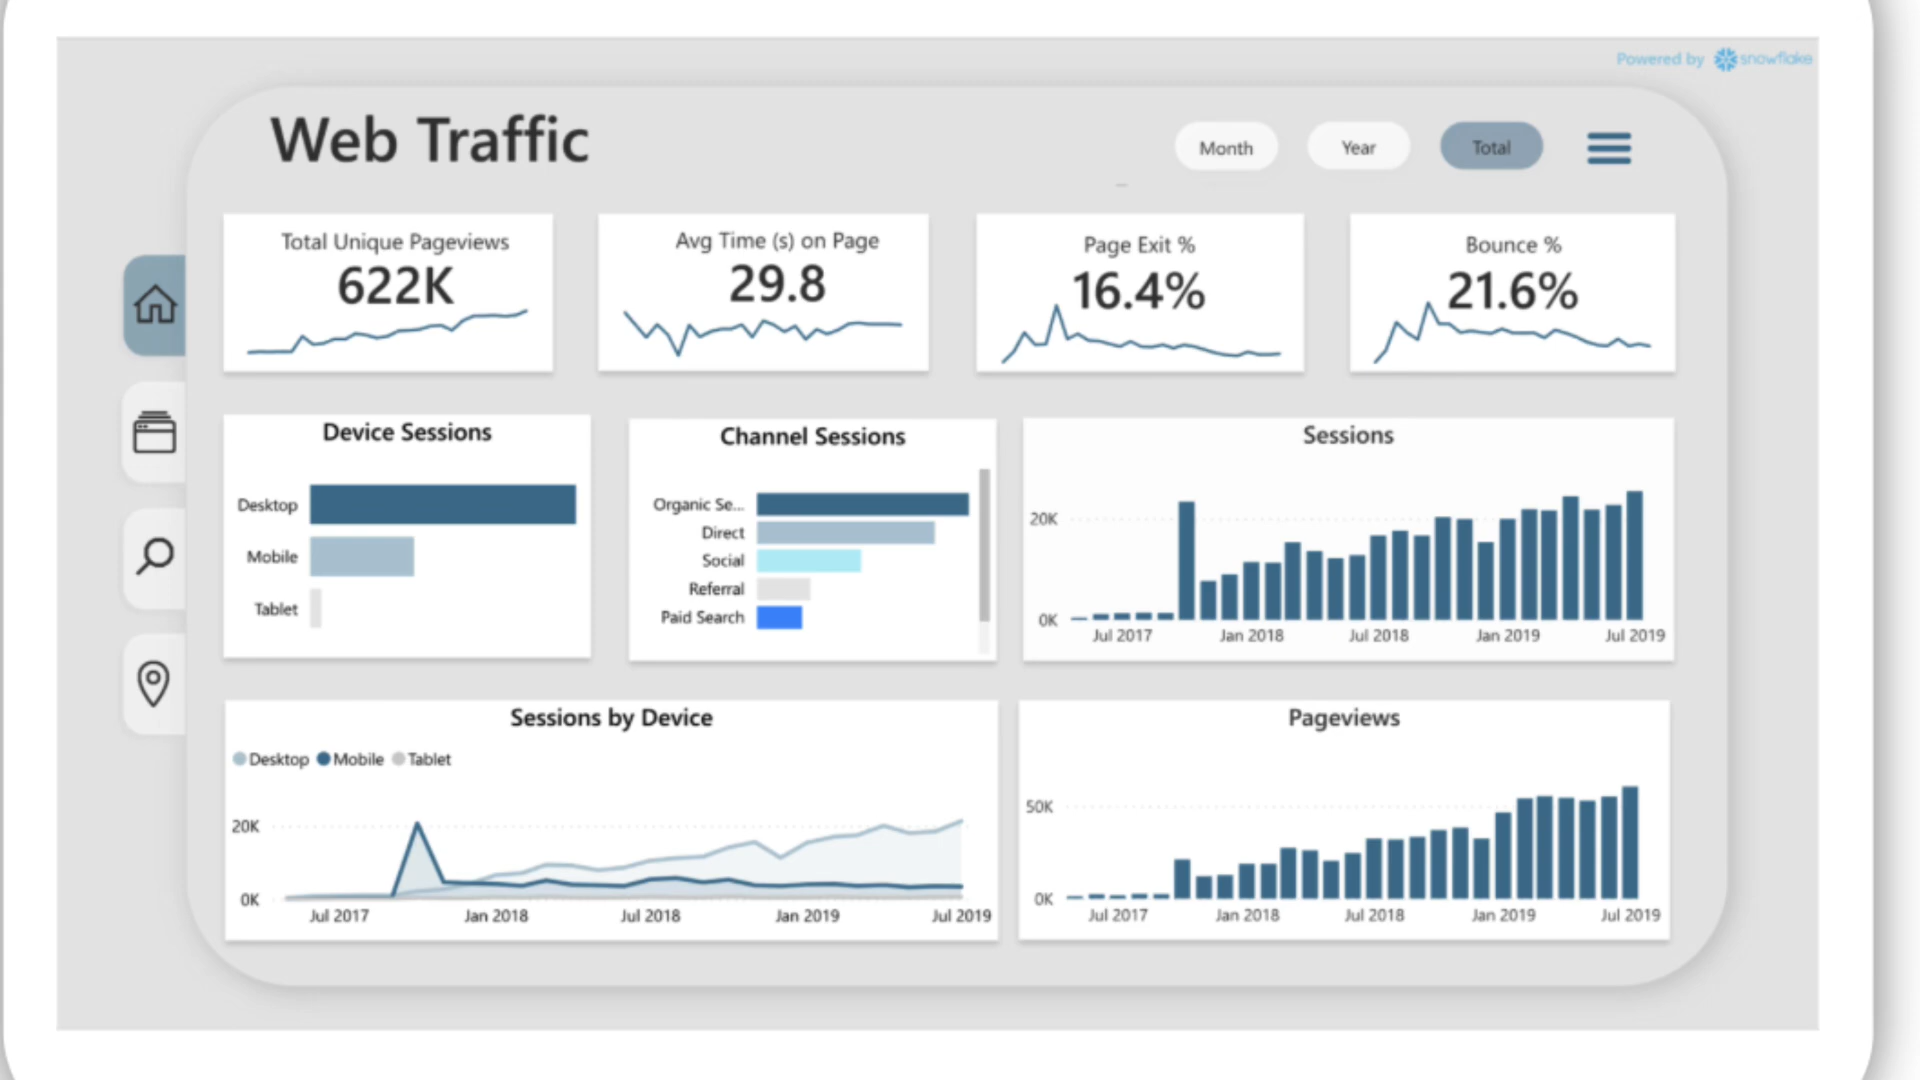 Powered by snowflake
Web Traffic
Month
Year
Total
Total Unique Pageviews
622K
Avg Time (s) on Page
29.8
Page Exit %
16.4%
Bounce %
21.6%
Device Sessions
Desktop
Mobile
Tablet
Channel Sessions
Organic Se...
Direct
Social
Referral
Paid Search
Sessions
20K
0K
Jul 2017 Jan 2018 Jul 2018 Jan 2019 Jul 2019
Sessions by Device
Desktop Mobile Tablet
20K
0K
Jul 2017 Jan 2018 Jul 2018 Jan 2019 Jul 2019
Pageviews
50K
0K
Jul 2017 Jan 2018 Jul 2018 Jan 2019 Jul 2019